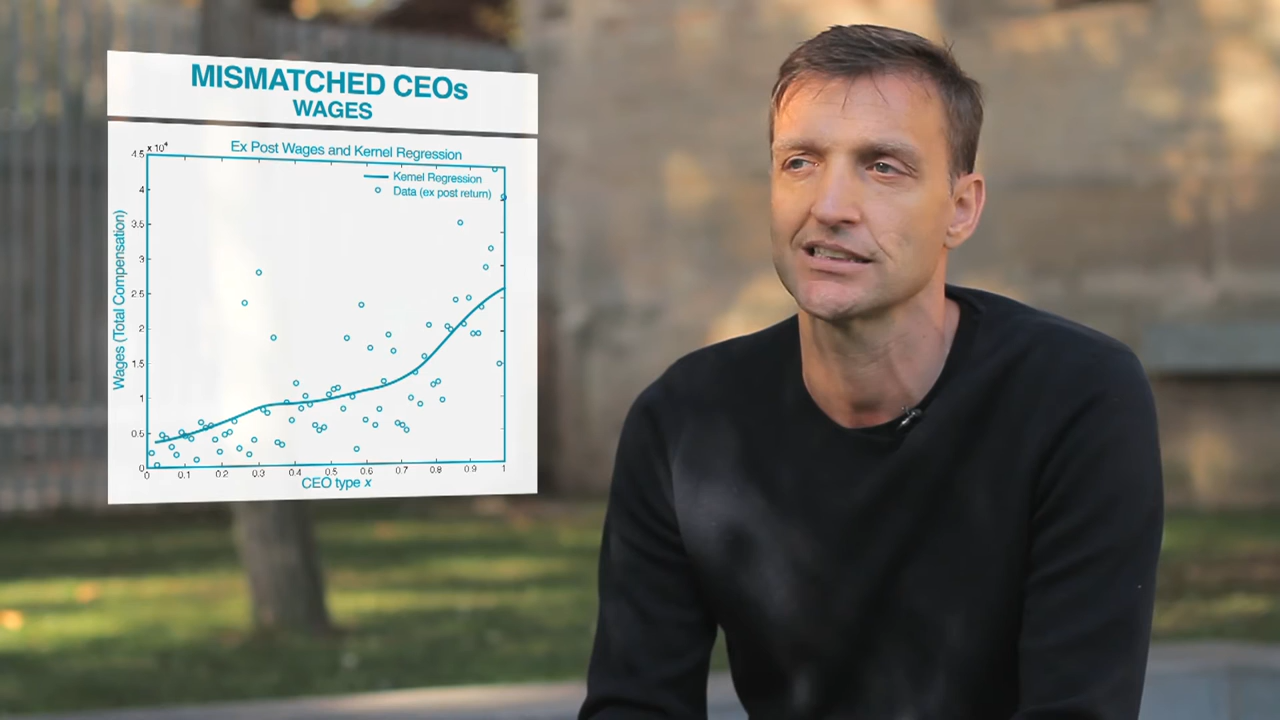 MISMATCHED CEOs
WAGES
Ex Post Wages and Kernel Regression
4.5 x 10⁴
Kernel Regression
Data (ex post return)
4
3.5
3
2.5
2
1.5
1
0.5
0
Wages (Total Compensation)
0 0.1 0.2 0.3 0.4 0.5 0.6 0.7 0.8 0.9 1
CEO type x